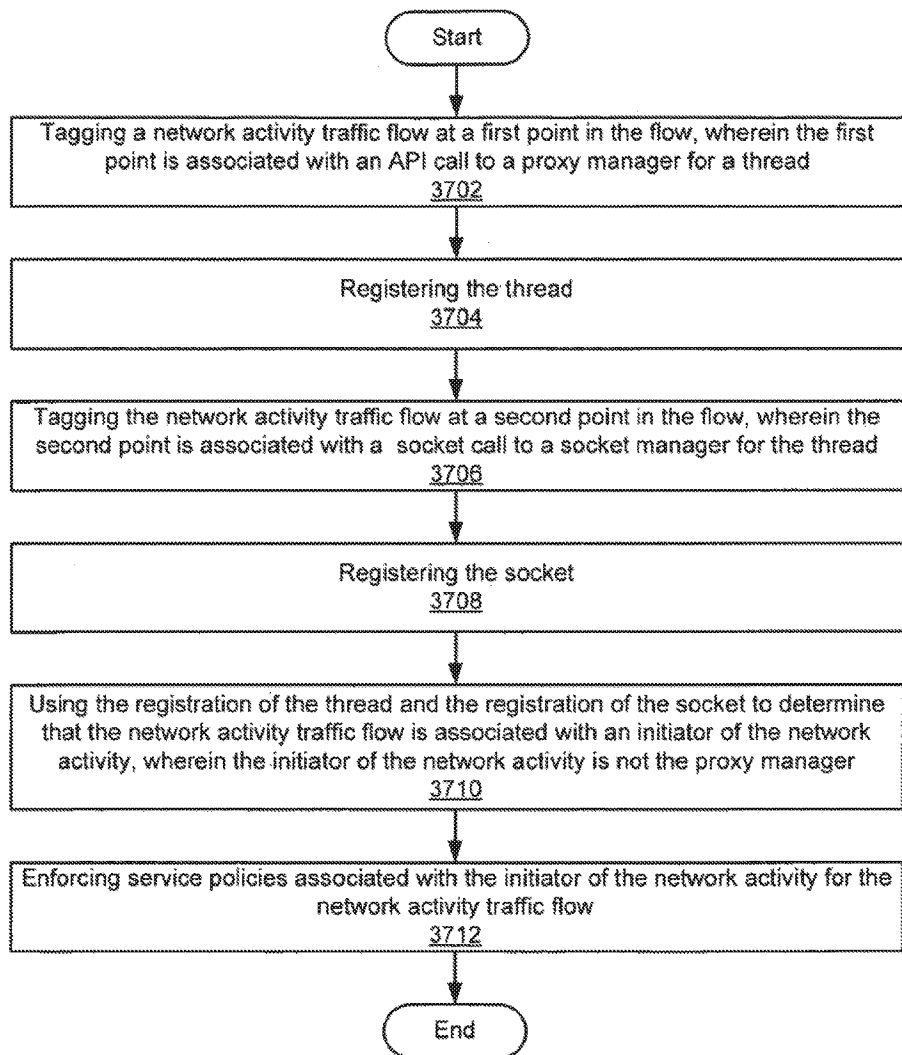 Start
Tagging a network activity traffic flow at a first point in the flow, wherein the first
point is associated with an API call to a proxy manager for a thread
3702
Registering the thread
3704
Tagging the network activity traffic flow at a second point in the flow, wherein the
second point is associated with a socket call to a socket manager for the thread
3706
Registering the socket
3708
Using the registration of the thread and the registration of the socket to determine
that the network activity traffic flow is associated with an initiator of the network
activity, wherein the initiator of the network activity is not the proxy manager
3710
Enforcing service policies associated with the initiator of the network activity for the
network activity traffic flow
3712
End